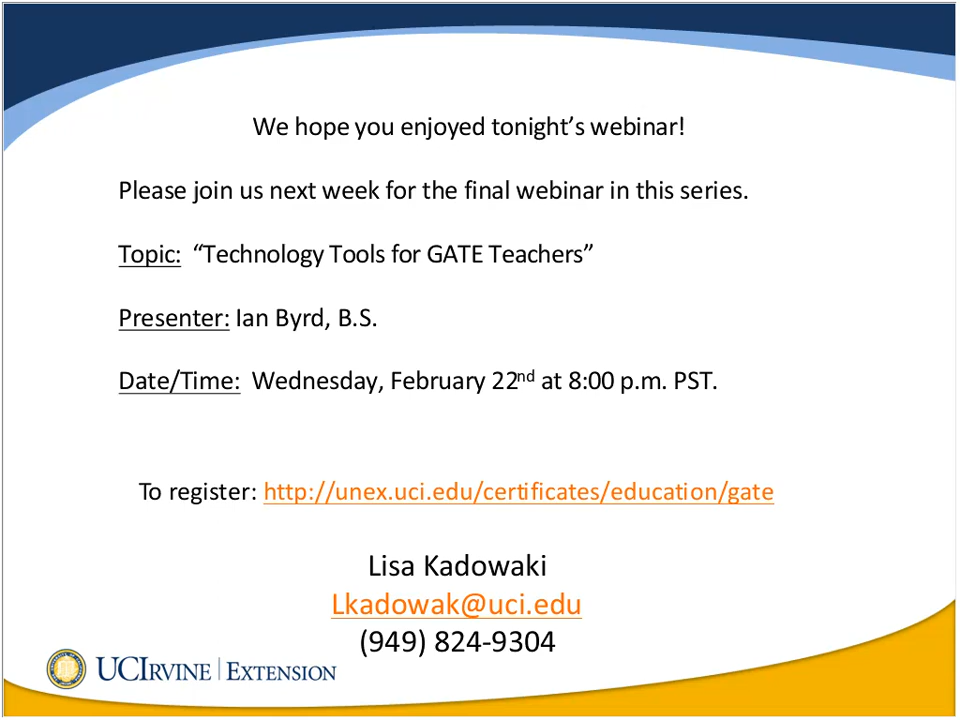 We hope you enjoyed tonight’s webinar!
Please join us next week for the final webinar in this series.
Topic: “Technology Tools for GATE Teachers”
Presenter: Ian Byrd, B.S.
Date/Time: Wednesday, February 22nd at 8:00 p.m. PST.
To register: http://unex.uci.edu/certificates/education/gate
Lisa Kadowaki
Lkadowak@uci.edu
(949) 824-9304
UCIRVINE | EXTENSION